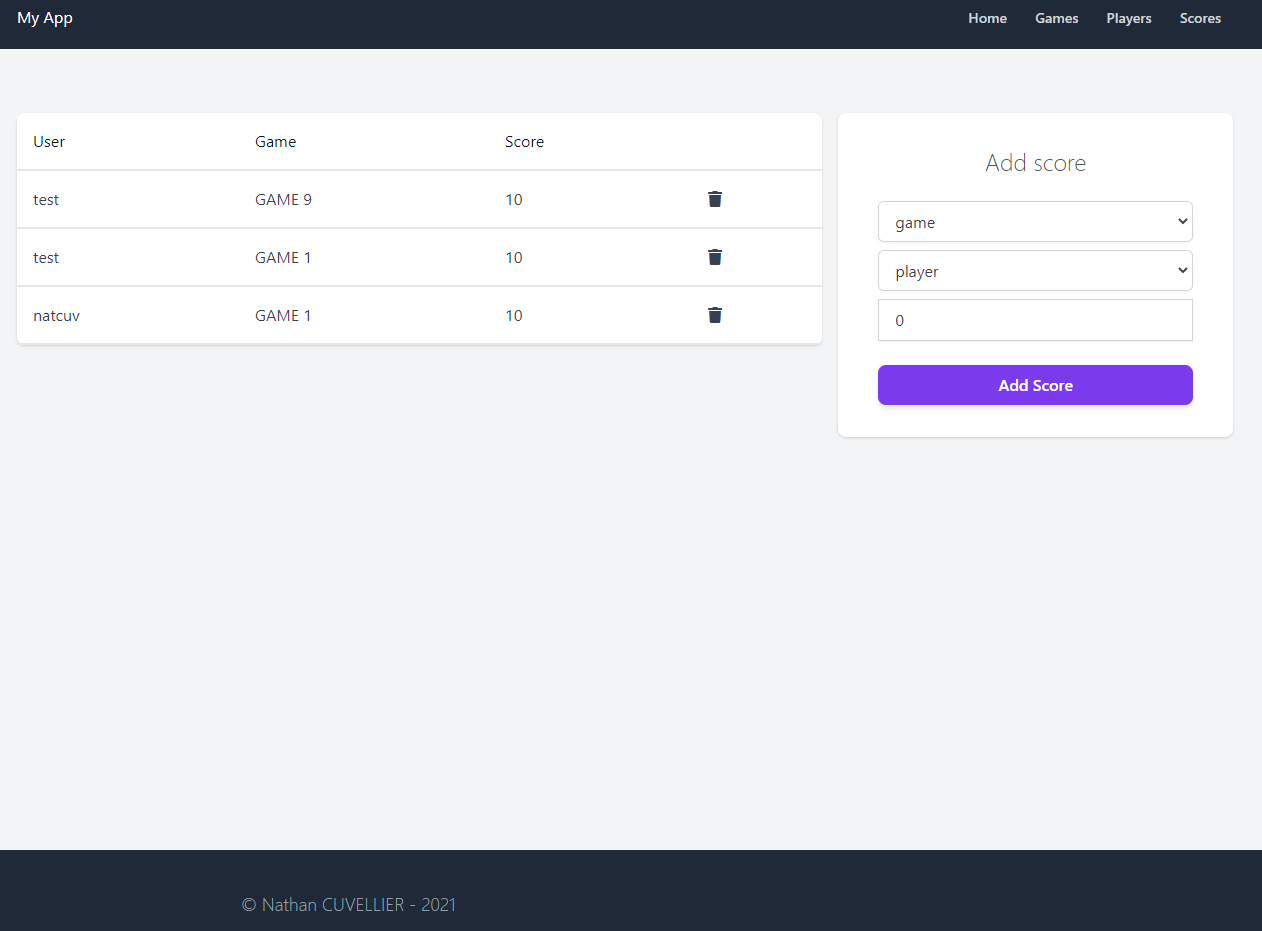 My App Home Games Players Scores
User Game Score
test GAME 9 10
test GAME 1 10
natcuv GAME 1 10
Add score
game
player
0
Add Score
© Nathan CUVELLIER - 2021